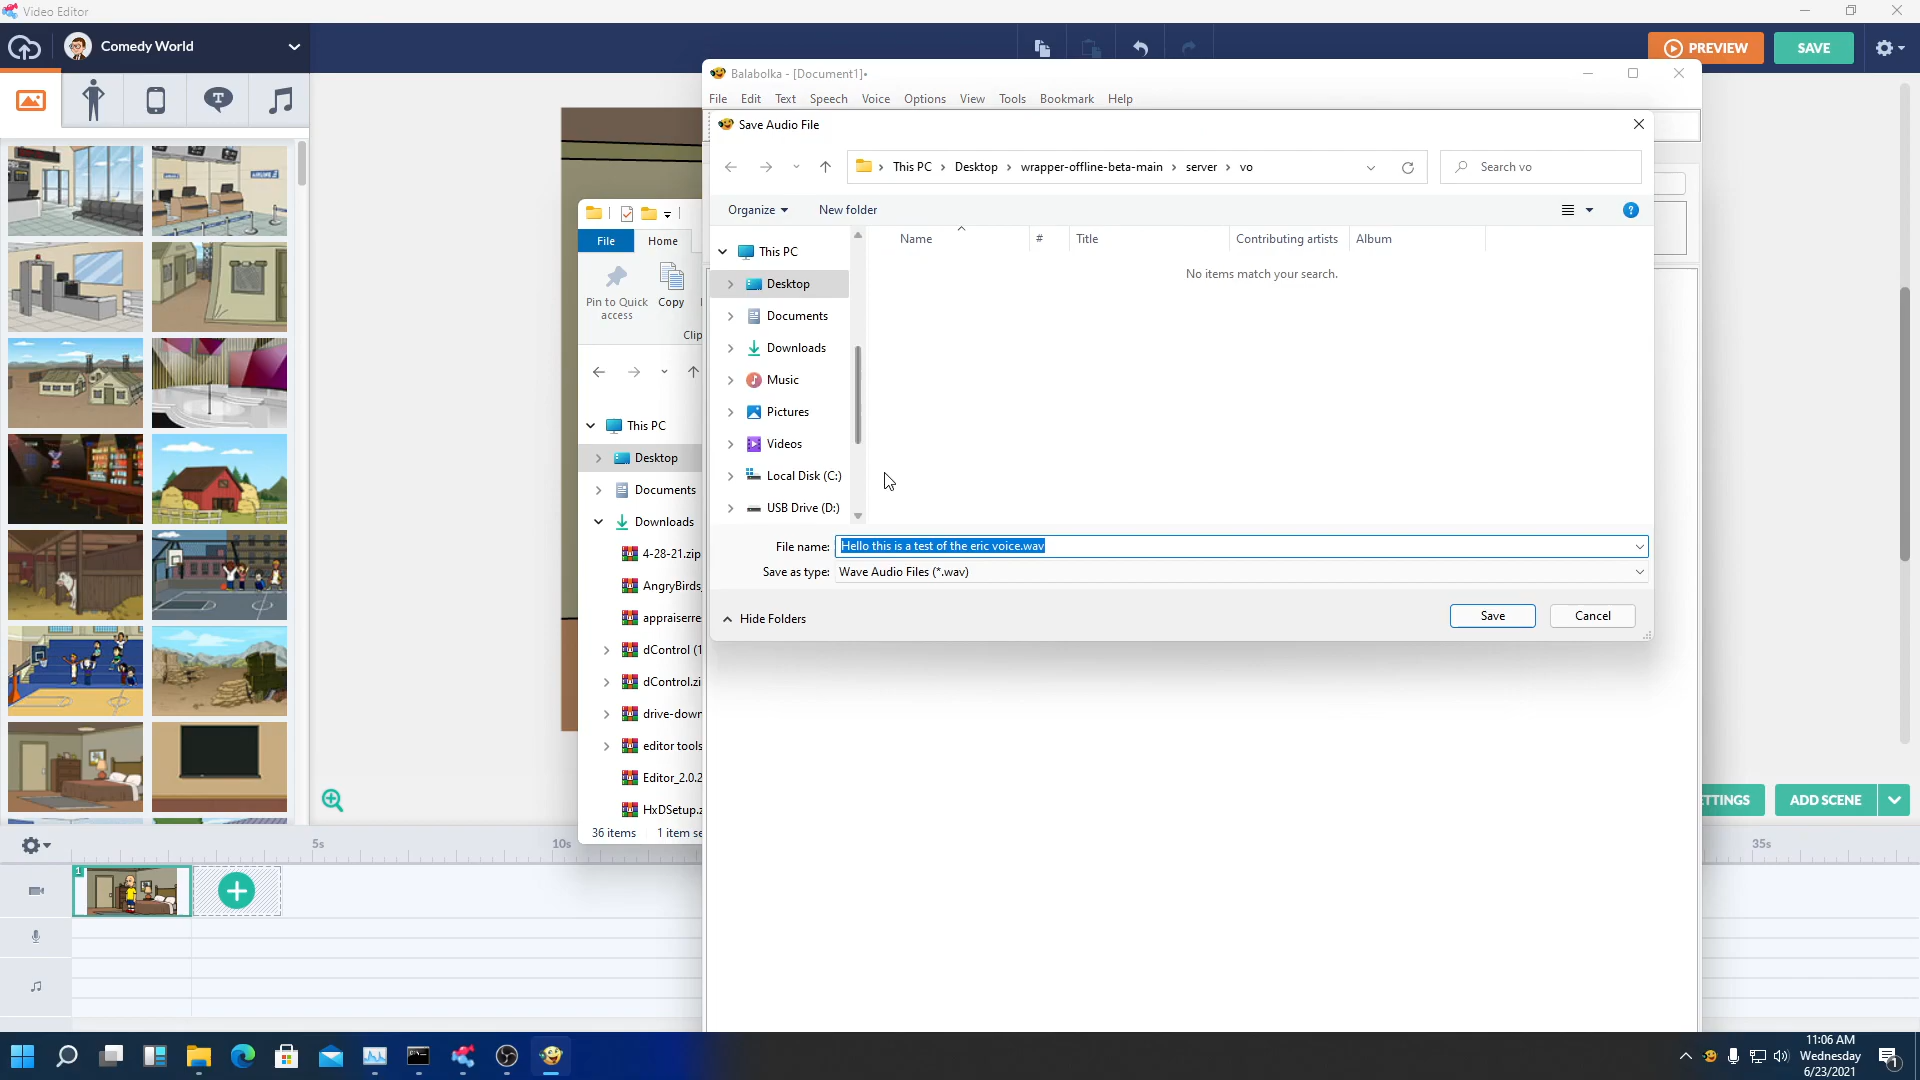 Video Editor
Comedy World
PREVIEW
SAVE
Balabolka - [Document1]*
File Edit Text Speech Voice Options View Tools Bookmark Help
Save Audio File
This PC > Desktop > wrapper-offline-beta-main > server > vo
Search vo
Organize New folder
Name # Title Contributing artists Album
No items match your search.
This PC
Desktop
Documents
Downloads
Music
Pictures
Videos
Local Disk (C:)
USB Drive (D:)
File name: Hello this is a test of the eric voice.wav
Save as type: Wave Audio Files (*.wav)
Hide Folders
Save
Cancel
File Home
Pin to Quick access
Copy
Clip
This PC
Desktop
Documents
Downloads
4-28-21.zip
AngryBirds
appraiserre
dControl (1
dControl.zi
drive-down
editor tools
Editor_2.0.2
HxDSetup.z
36 items 1 item se
TTINGS
ADD SCENE
5s 10s 35s
1
11:06 AM
Wednesday
6/23/2021
1